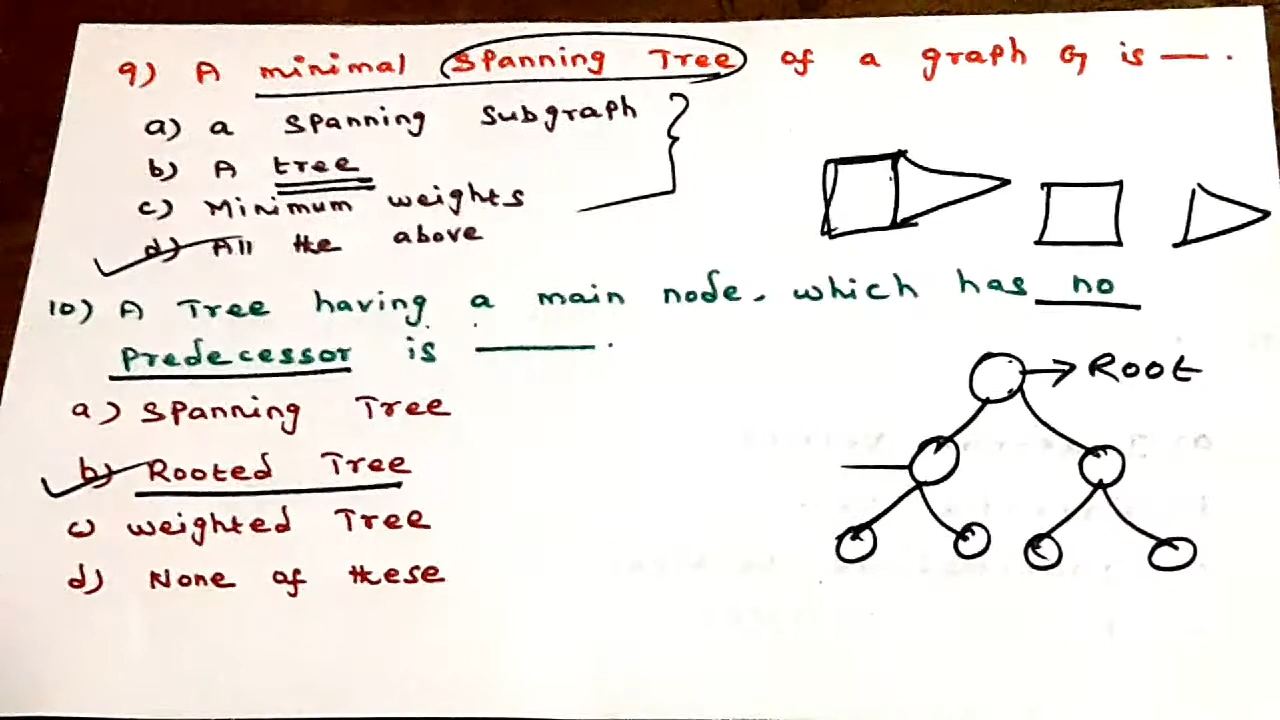 9) A minimal Spanning Tree of a graph G is — .
a) a spanning subgraph
b) A tree
c) Minimum weights
d) All the above
10) A Tree having a main node, which has no
Predecessor is ——— .
Root
a) Spanning Tree
b) Rooted Tree
c) weighted Tree
d) None of these